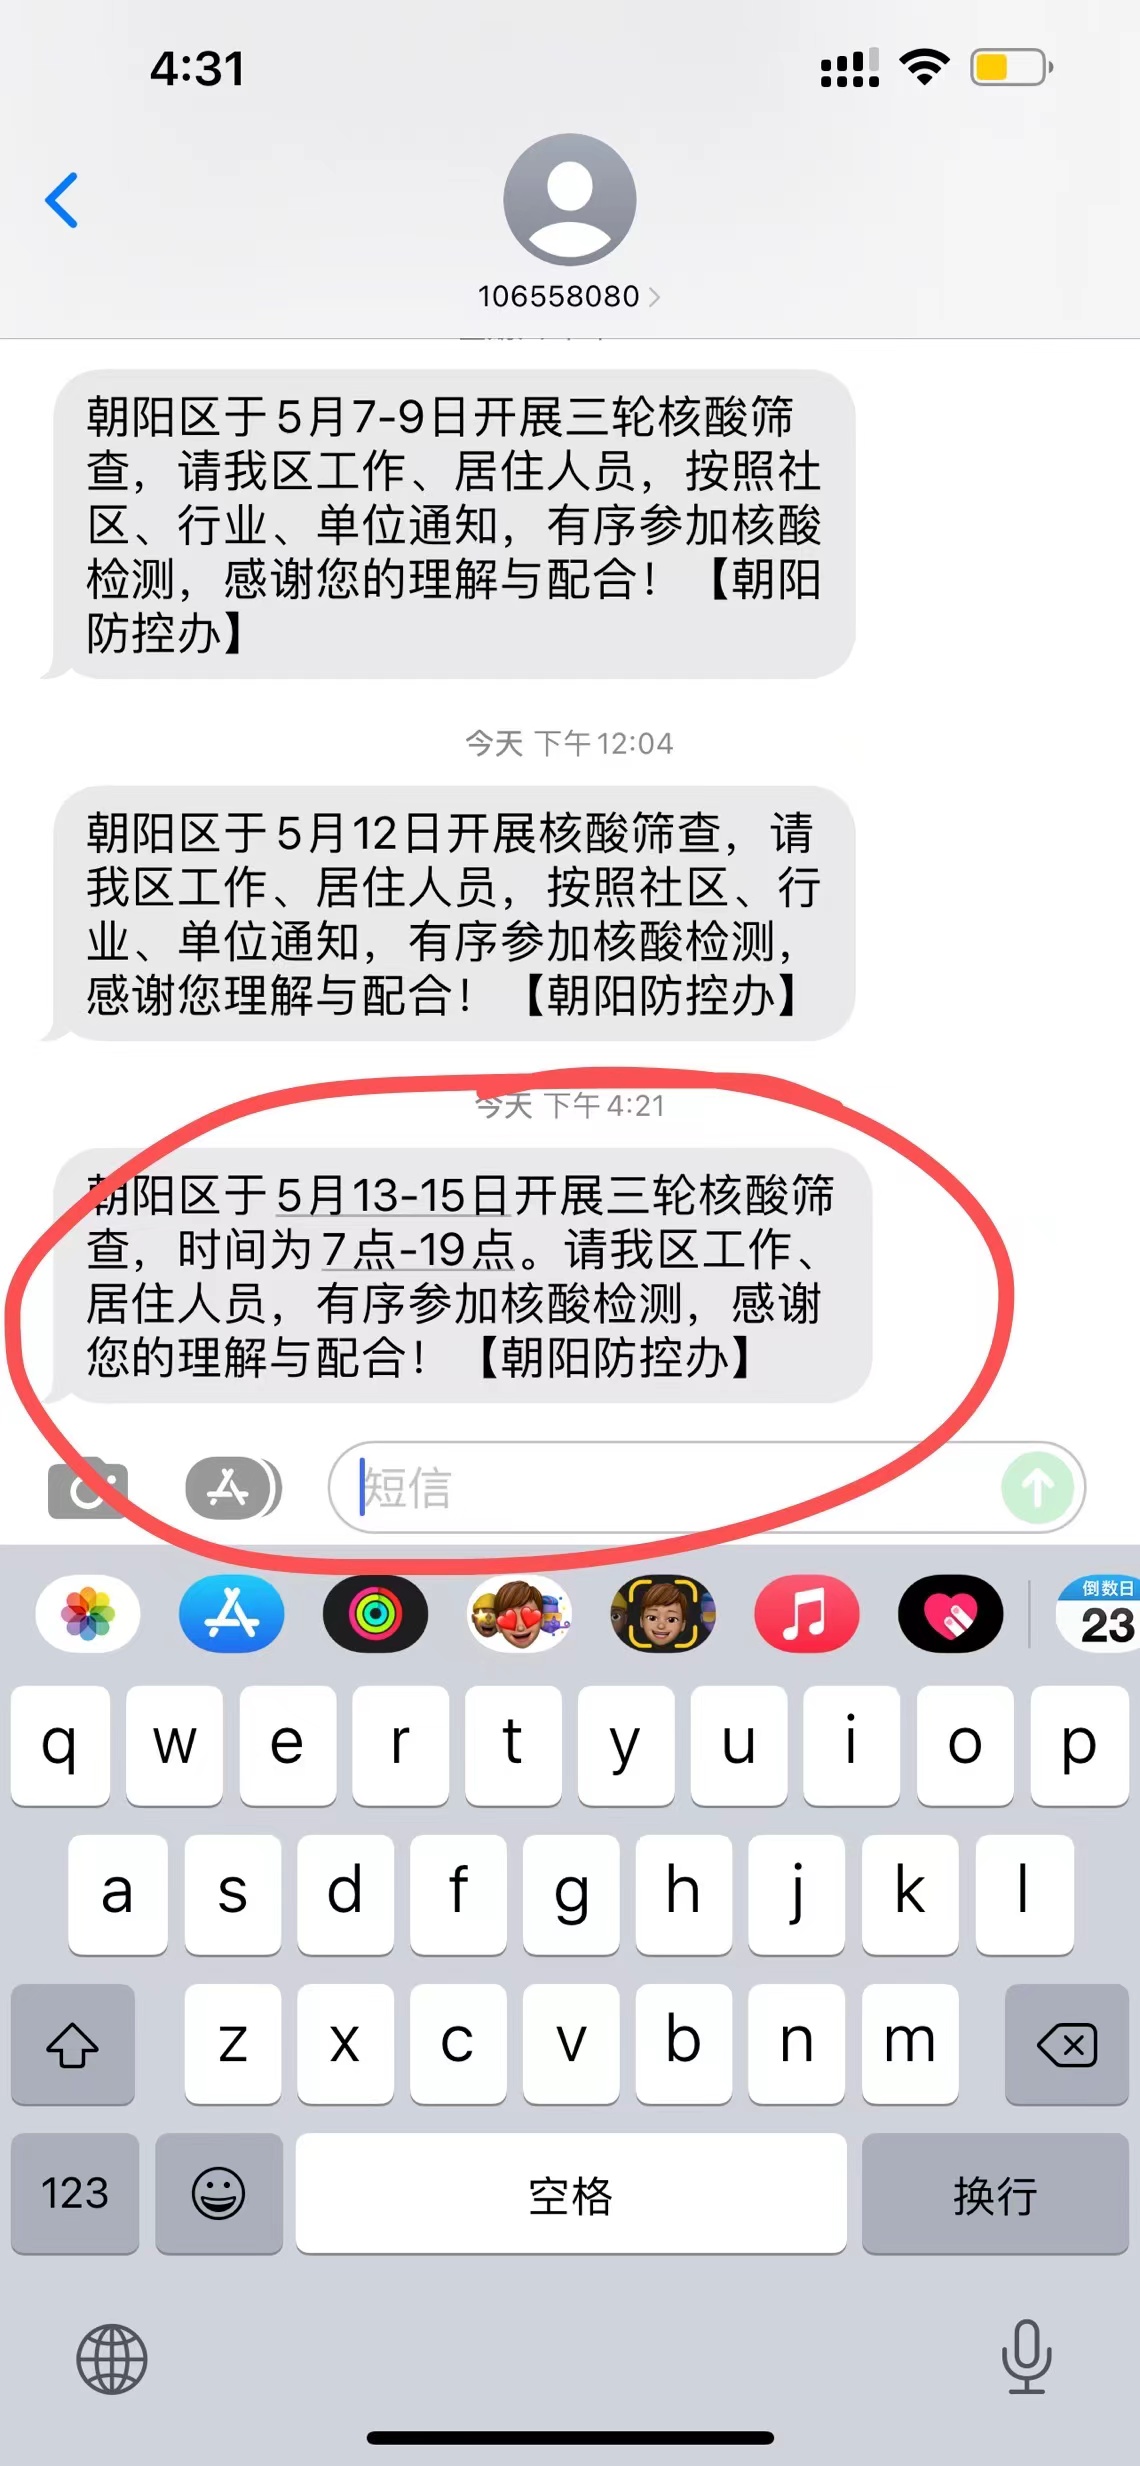 4:31
106558080
朝阳区于5月7-9日开展三轮核酸筛
查，请我区工作、居住人员，按照社
区、行业、单位通知，有序参加核酸
检测，感谢您的理解与配合！【朝阳
防控办】
今天 下午12:04
朝阳区于5月12日开展核酸筛查，请
我区工作、居住人员，按照社区、行
业、单位通知，有序参加核酸检测，
感谢您理解与配合！【朝阳防控办】
今天 下午4:21
朝阳区于5月13-15日开展三轮核酸筛
查，时间为7点-19点。请我区工作、
居住人员，有序参加核酸检测，感谢
您的理解与配合！【朝阳防控办】
短信
倒数日
23
q w e r t y u i o p
a s d f g h j k l
z x c v b n m
123 空格 换行